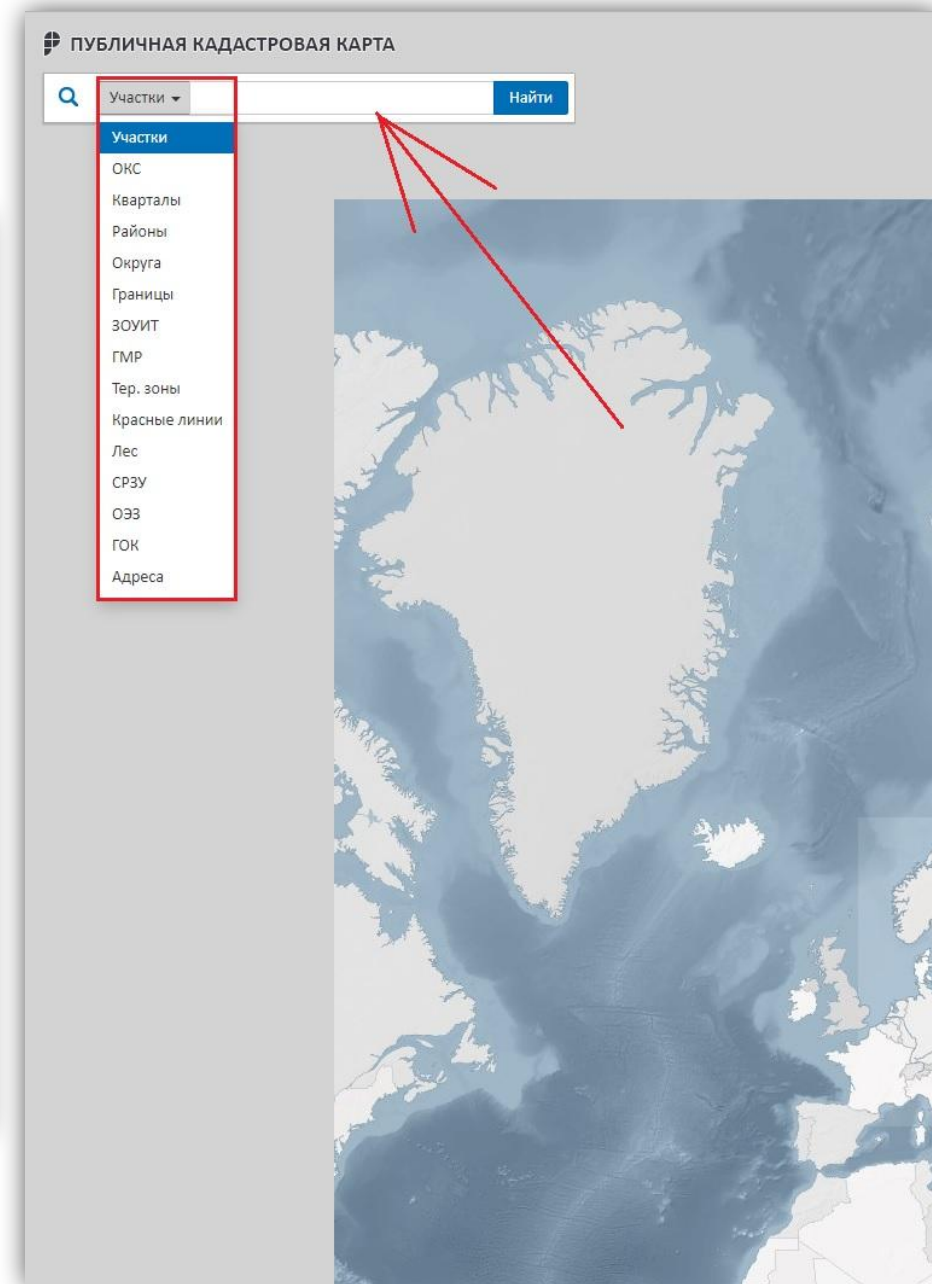 ПУБЛИЧНАЯ КАДАСТРОВАЯ КАРТА
Участки Найти
Участки
ОКС
Кварталы
Районы
Округа
Границы
ЗОУИТ
ГМР
Тер. зоны
Красные линии
Лес
СРЗУ
ОЭЗ
ГОК
Адреса